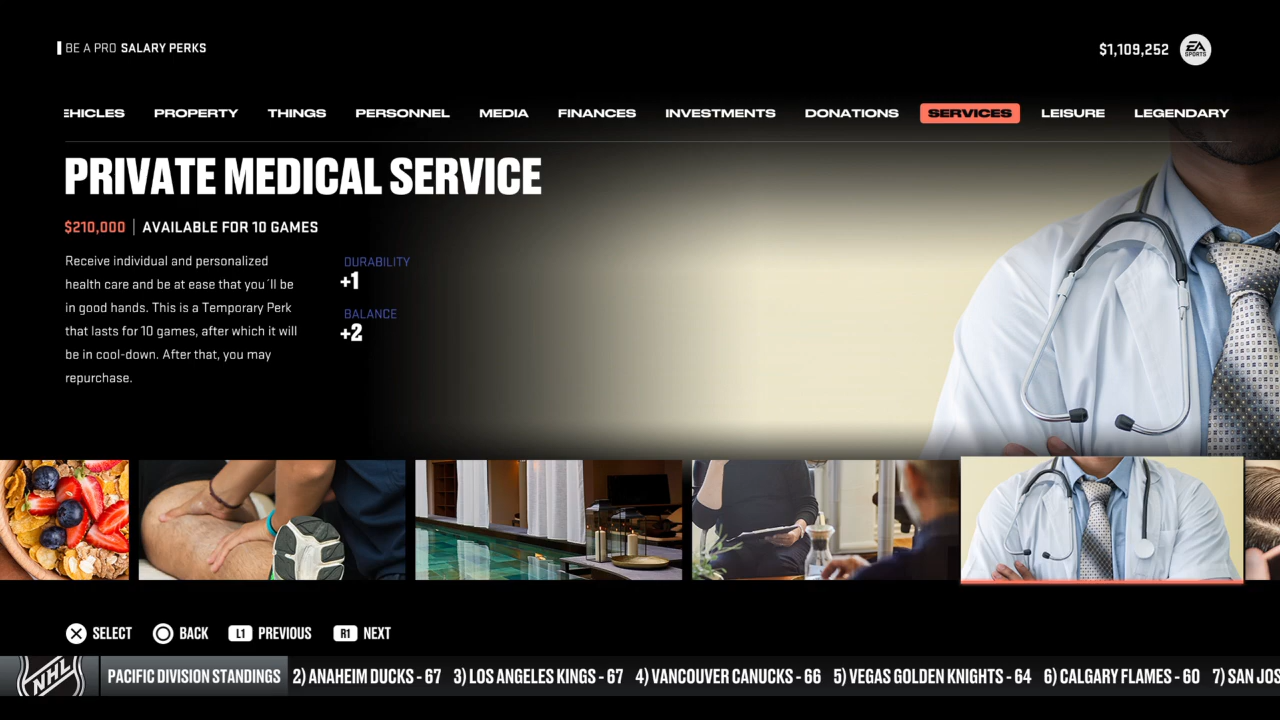 BE A PRO SALARY PERKS
$1,109,252
EA
SPORTS
EHICLES PROPERTY THINGS PERSONNEL MEDIA FINANCES INVESTMENTS DONATIONS SERVICES LEISURE LEGENDARY
PRIVATE MEDICAL SERVICE
$210,000 | AVAILABLE FOR 10 GAMES
Receive individual and personalized
health care and be at ease that you´ll be
in good hands. This is a Temporary Perk
that lasts for 10 games, after which it will
be in cool-down. After that, you may
repurchase.
DURABILITY
+1
BALANCE
+2
SELECT BACK L1 PREVIOUS R1 NEXT
NHL
PACIFIC DIVISION STANDINGS 2) ANAHEIM DUCKS - 67 3) LOS ANGELES KINGS - 67 4) VANCOUVER CANUCKS - 66 5) VEGAS GOLDEN KNIGHTS - 64 6) CALGARY FLAMES - 60 7) SAN JOS